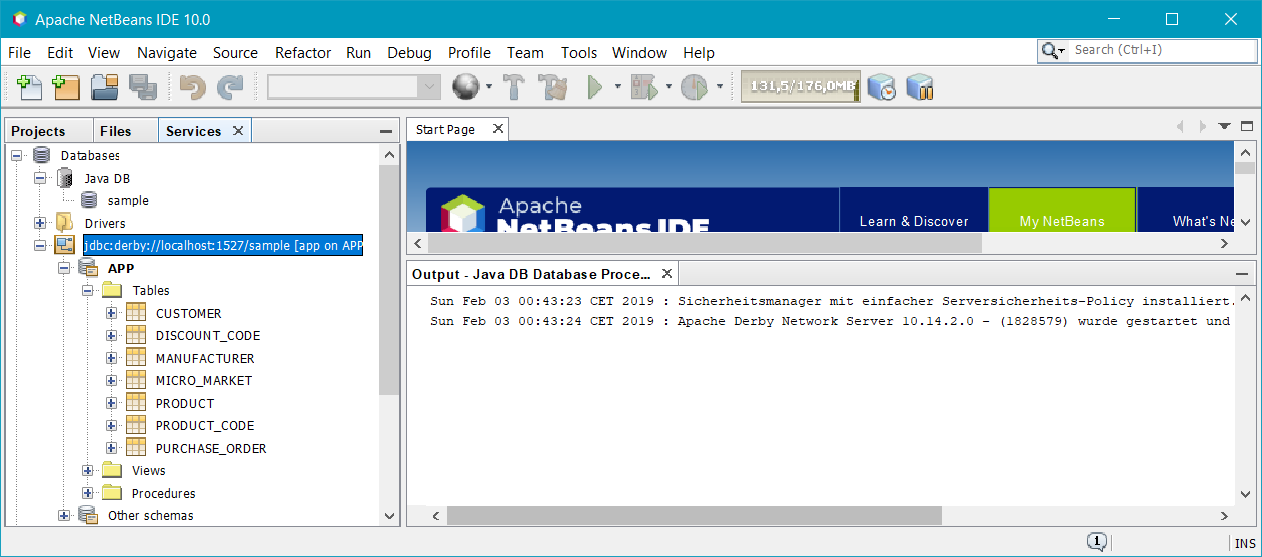 Apache NetBeans IDE 10.0
File Edit View Navigate Source Refactor Run Debug Profile Team Tools Window Help
Search (Ctrl+I)
131,5/176,0MB
Projects Files Services
Databases
Java DB
sample
Drivers
jdbc:derby://localhost:1527/sample [app on APP
APP
Tables
CUSTOMER
DISCOUNT_CODE
MANUFACTURER
MICRO_MARKET
PRODUCT
PRODUCT_CODE
PURCHASE_ORDER
Views
Procedures
Other schemas
Start Page
Apache
NetBeans IDE
Learn & Discover
My NetBeans
What's Ne
Output - Java DB Database Proce...
Sun Feb 03 00:43:23 CET 2019 : Sicherheitsmanager mit einfacher Serversicherheits-Policy installiert.
Sun Feb 03 00:43:24 CET 2019 : Apache Derby Network Server 10.14.2.0 - (1828579) wurde gestartet und
1
INS